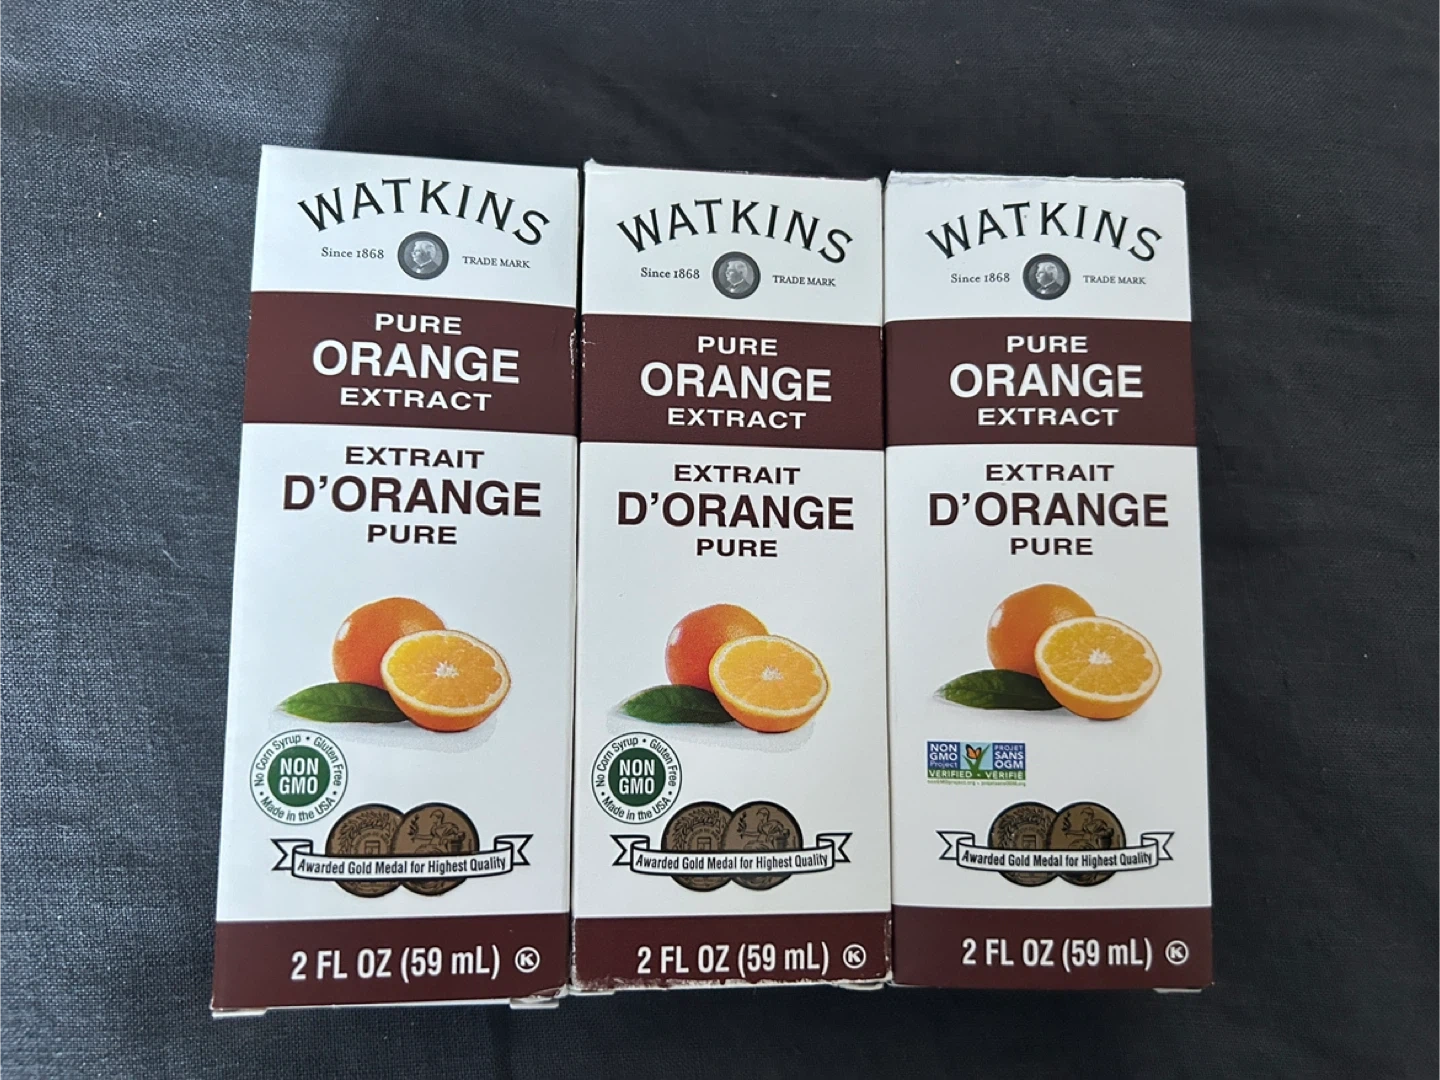 WATKINS
Since 1868 TRADE MARK
PURE
ORANGE
EXTRACT
EXTRAIT
D'ORANGE
PURE
No Corn Syrup • Gluten Free • Made in the USA •
NON
GMO
Awarded Gold Medal for Highest Quality
2 FL OZ (59 mL) K
WATKINS
Since 1868 TRADE MARK
PURE
ORANGE
EXTRACT
EXTRAIT
D'ORANGE
PURE
No Corn Syrup • Gluten Free • Made in the USA •
NON
GMO
Awarded Gold Medal for Highest Quality
2 FL OZ (59 mL) K
WATKINS
Since 1868 TRADE MARK
PURE
ORANGE
EXTRACT
EXTRAIT
D'ORANGE
PURE
NON
GMO
Project
PROJET
SANS
OGM
VERIFIED • VERIFIÉ
Awarded Gold Medal for Highest Quality
2 FL OZ (59 mL) K